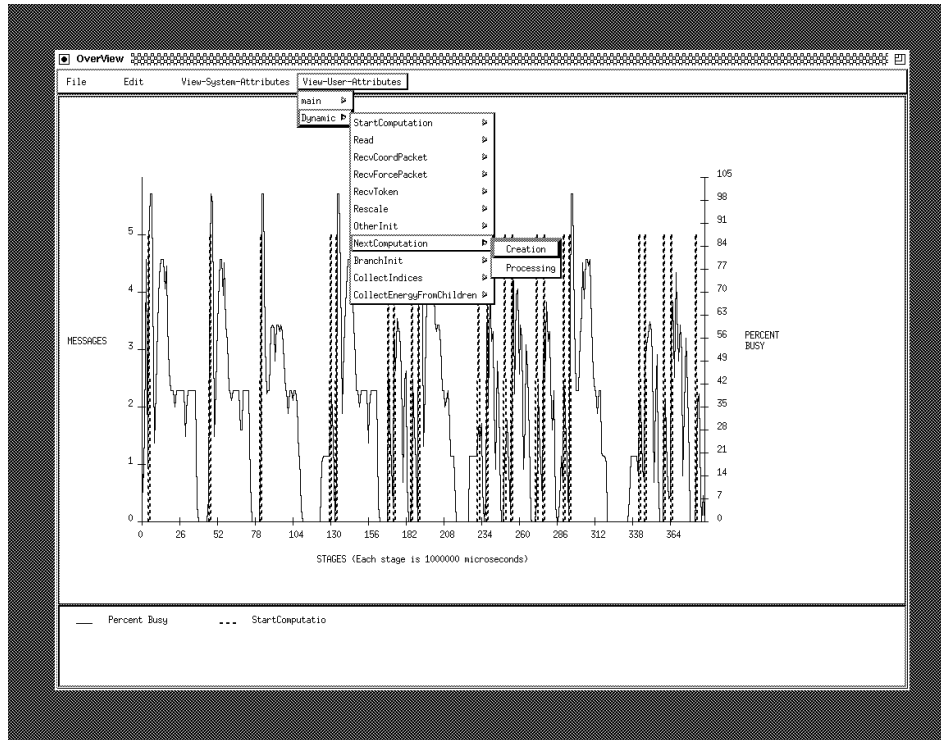 OverView
File Edit View-System-Attributes View-User-Attributes
main
Dynamic
StartComputation
Read
RecvCoordPacket
RecvForcePacket
RecvToken
Rescale
OtherInit
NextComputation
BranchInit
CollectIndices
CollectEnergyFromChildren
Creation
Processing
MESSAGES
5
4
3
2
1
0
105
98
91
84
77
70
63
56
49
42
35
28
21
14
7
0
PERCENT
BUSY
0 26 52 78 104 130 156 182 208 234 260 286 312 338 364
STAGES (Each stage is 1000000 microseconds)
Percent Busy StartComputatio